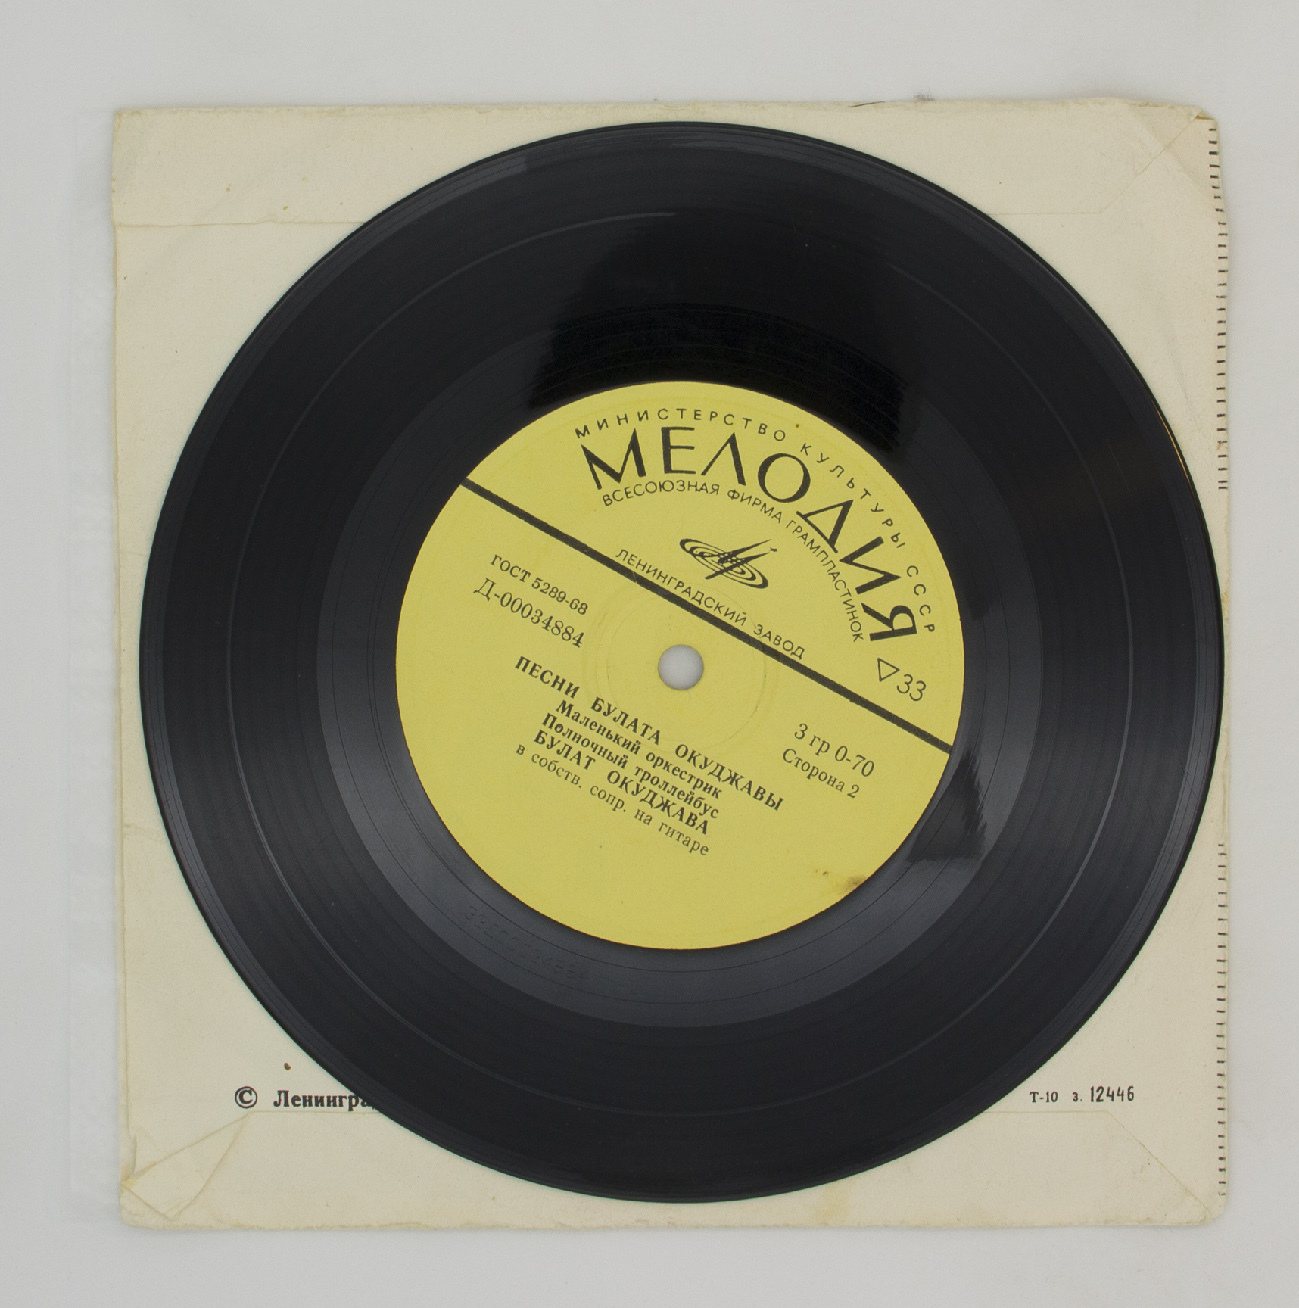 МИНИСТЕРСТВО КУЛЬТУРЫ СССР
МЕЛОДИЯ
ВСЕСОЮЗНАЯ ФИРМА ГРАМПЛАСТИНОК
ЛЕНИНГРАДСКИЙ ЗАВОД
▷33
ГОСТ 5289-68
Д-00034884
3 гр 0-70
Сторона 2
ПЕСНИ БУЛАТА ОКУДЖАВЫ
Маленький оркестрик
Полночный троллейбус
БУЛАТ ОКУДЖАВА
в собств. сопр. на гитаре
©
Т-10 з. 12446